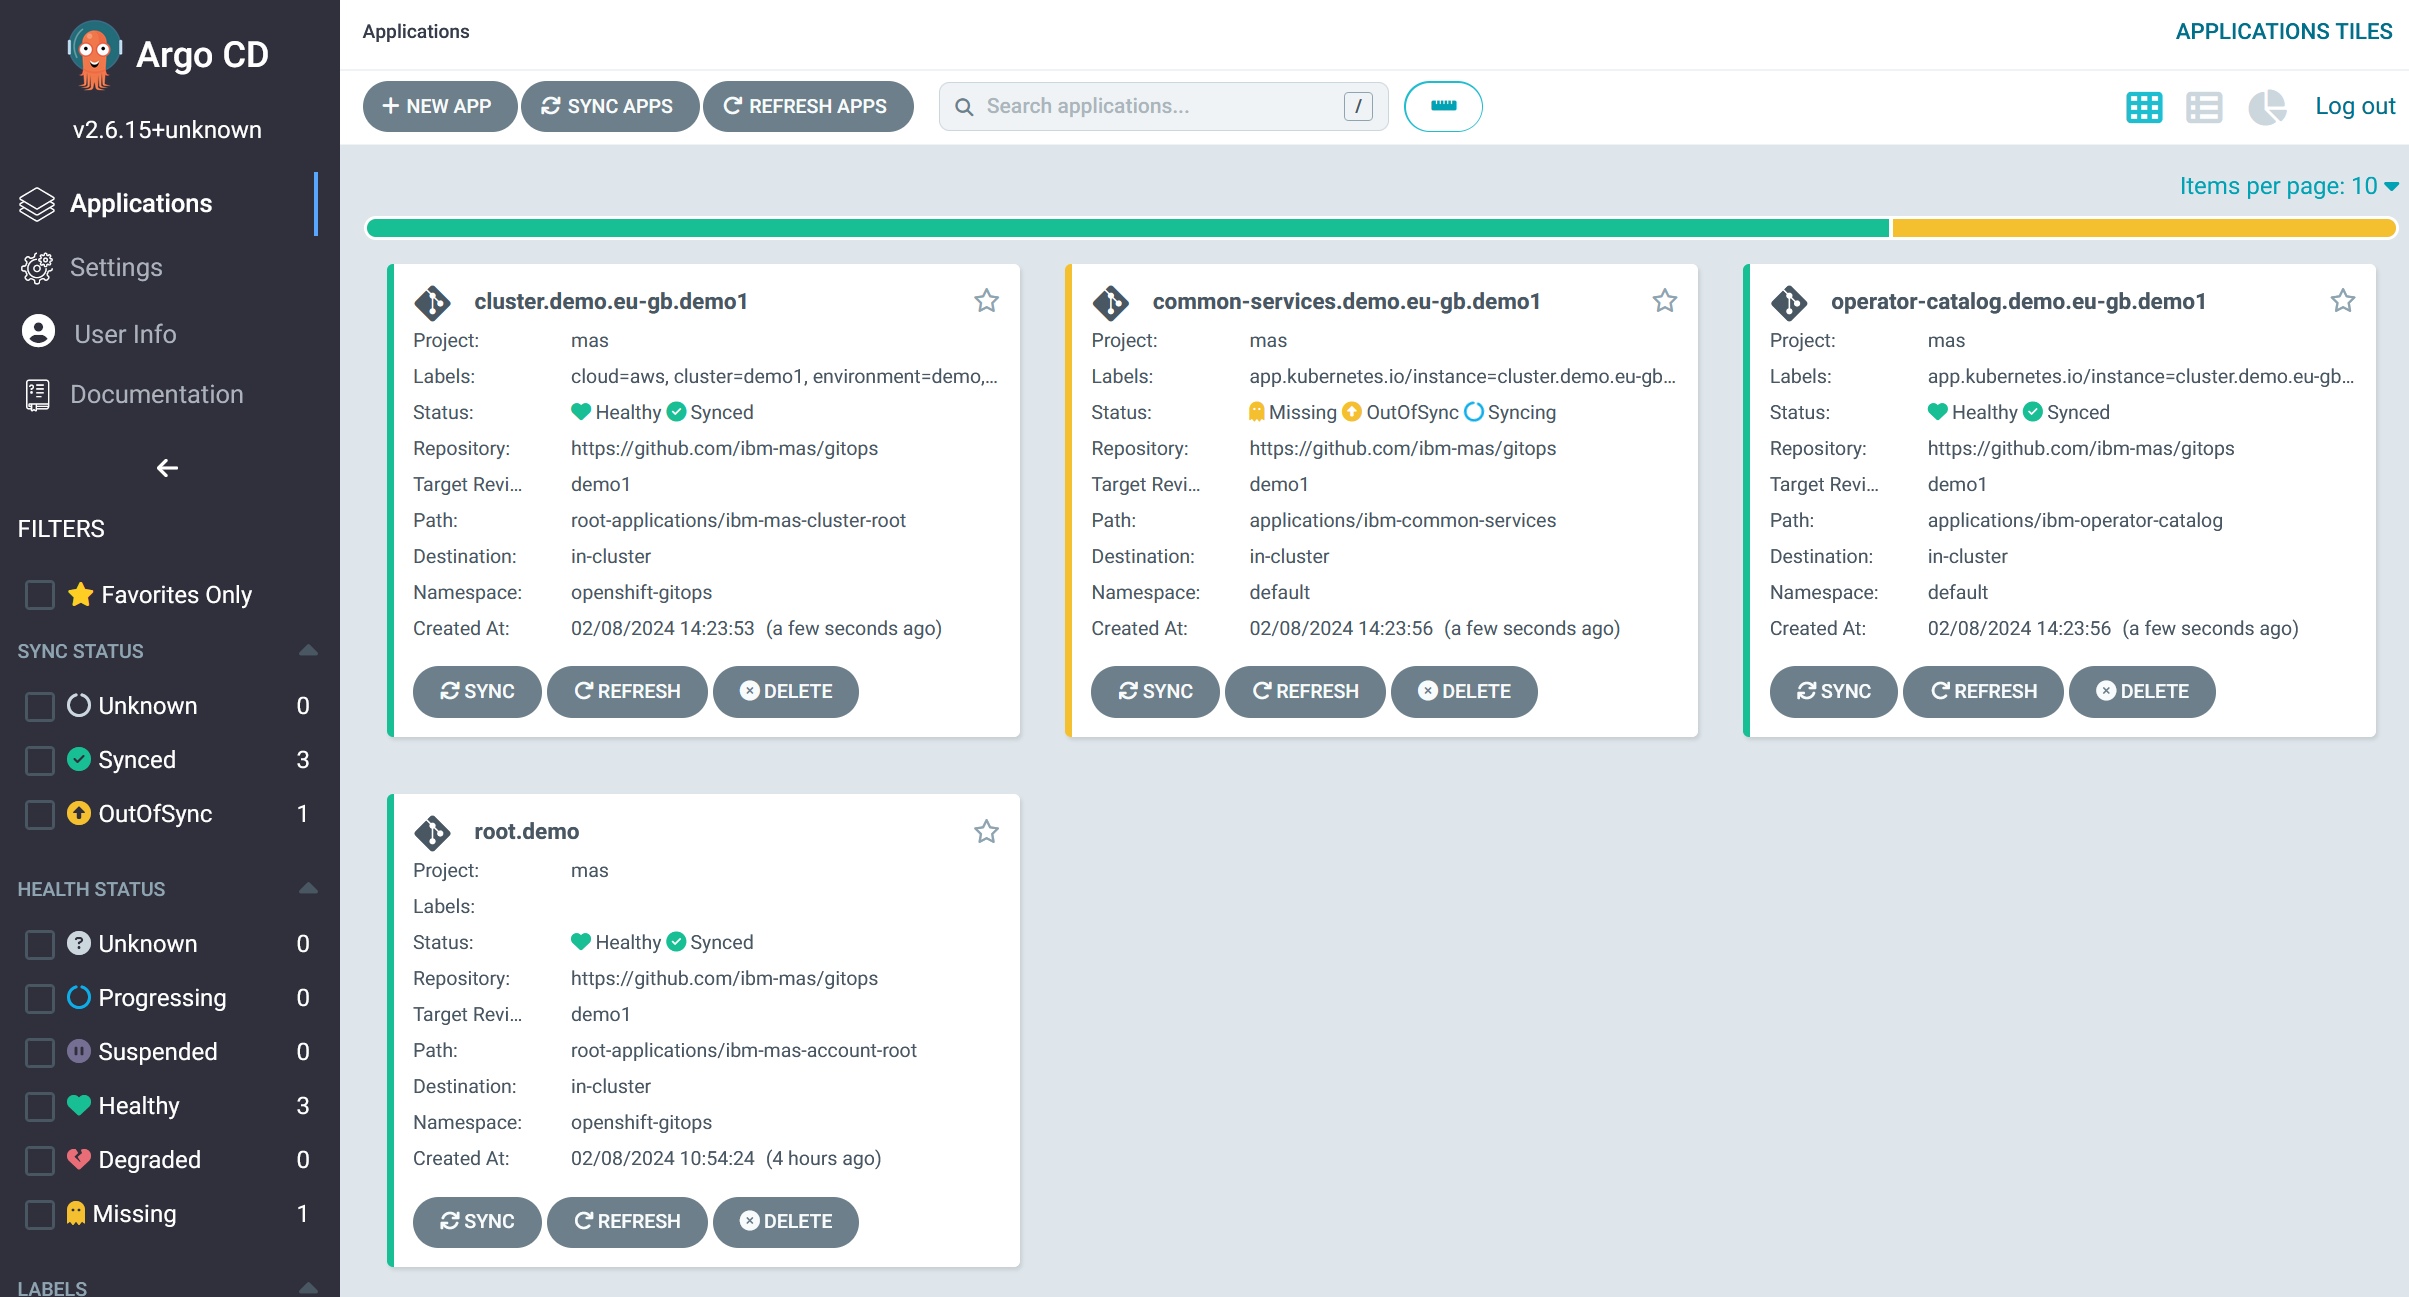 Argo CD
v2.6.15+unknown
Applications
Settings
User Info
Documentation
FILTERS
Favorites Only
SYNC STATUS
Unknown 0
Synced 3
OutOfSync 1
HEALTH STATUS
Unknown 0
Progressing 0
Suspended 0
Healthy 3
Degraded 0
Missing 1
LABELS
Applications
APPLICATIONS TILES
+ NEW APP SYNC APPS REFRESH APPS Search applications... / Log out
Items per page: 10
cluster.demo.eu-gb.demo1
Project: mas
Labels: cloud=aws, cluster=demo1, environment=demo,...
Status: Healthy Synced
Repository: https://github.com/ibm-mas/gitops
Target Revi... demo1
Path: root-applications/ibm-mas-cluster-root
Destination: in-cluster
Namespace: openshift-gitops
Created At: 02/08/2024 14:23:53 (a few seconds ago)
SYNC REFRESH DELETE
common-services.demo.eu-gb.demo1
Project: mas
Labels: app.kubernetes.io/instance=cluster.demo.eu-gb...
Status: Missing OutOfSync Syncing
Repository: https://github.com/ibm-mas/gitops
Target Revi... demo1
Path: applications/ibm-common-services
Destination: in-cluster
Namespace: default
Created At: 02/08/2024 14:23:56 (a few seconds ago)
SYNC REFRESH DELETE
operator-catalog.demo.eu-gb.demo1
Project: mas
Labels: app.kubernetes.io/instance=cluster.demo.eu-gb...
Status: Healthy Synced
Repository: https://github.com/ibm-mas/gitops
Target Revi... demo1
Path: applications/ibm-operator-catalog
Destination: in-cluster
Namespace: default
Created At: 02/08/2024 14:23:56 (a few seconds ago)
SYNC REFRESH DELETE
root.demo
Project: mas
Labels:
Status: Healthy Synced
Repository: https://github.com/ibm-mas/gitops
Target Revi... demo1
Path: root-applications/ibm-mas-account-root
Destination: in-cluster
Namespace: openshift-gitops
Created At: 02/08/2024 10:54:24 (4 hours ago)
SYNC REFRESH DELETE